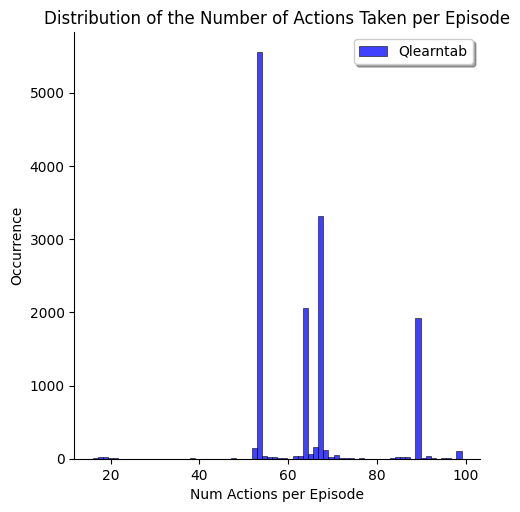 Distribution of the Number of Actions Taken per Episode
Qlearntab
5000
4000
3000
2000
1000
0
Occurrence
20 40 60 80 100
Num Actions per Episode